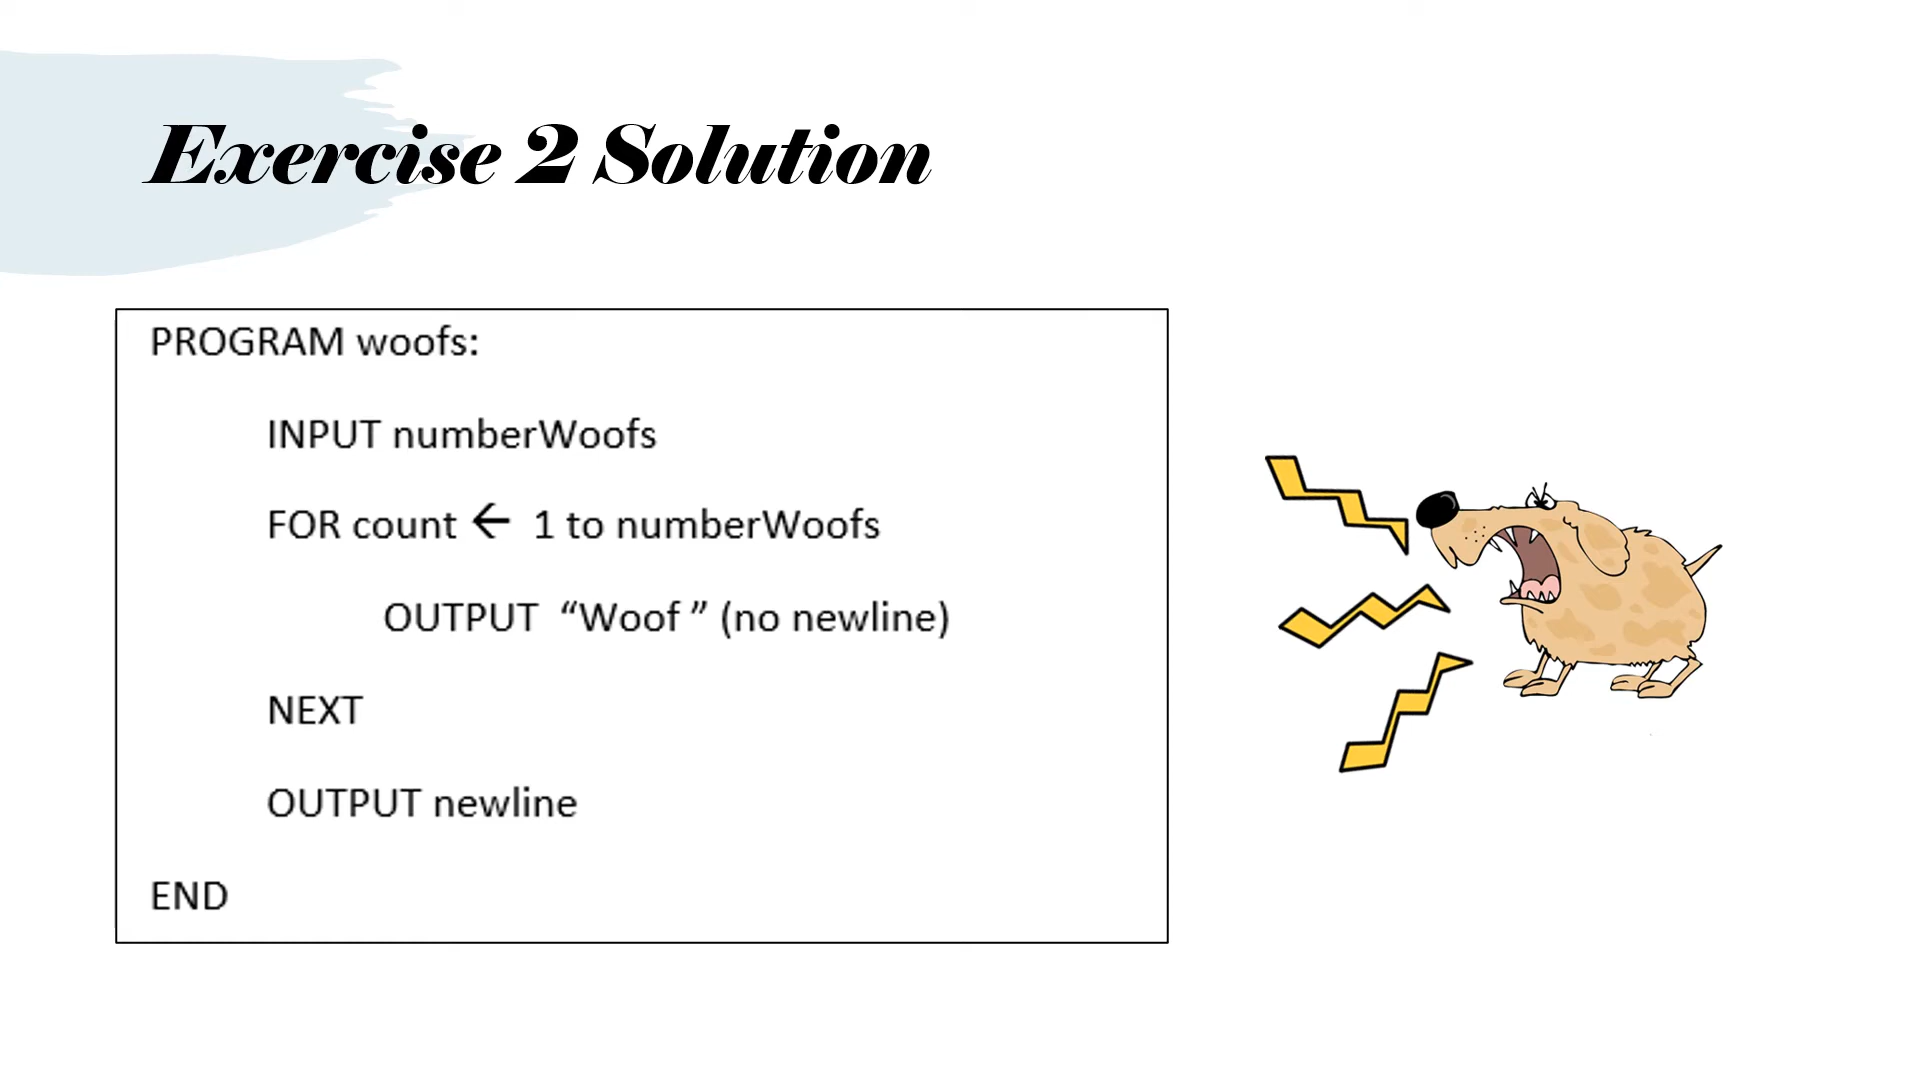 Exercise 2 Solution
PROGRAM woofs:
INPUT numberWoofs
FOR count ← 1 to numberWoofs
OUTPUT “Woof ” (no newline)
NEXT
OUTPUT newline
END